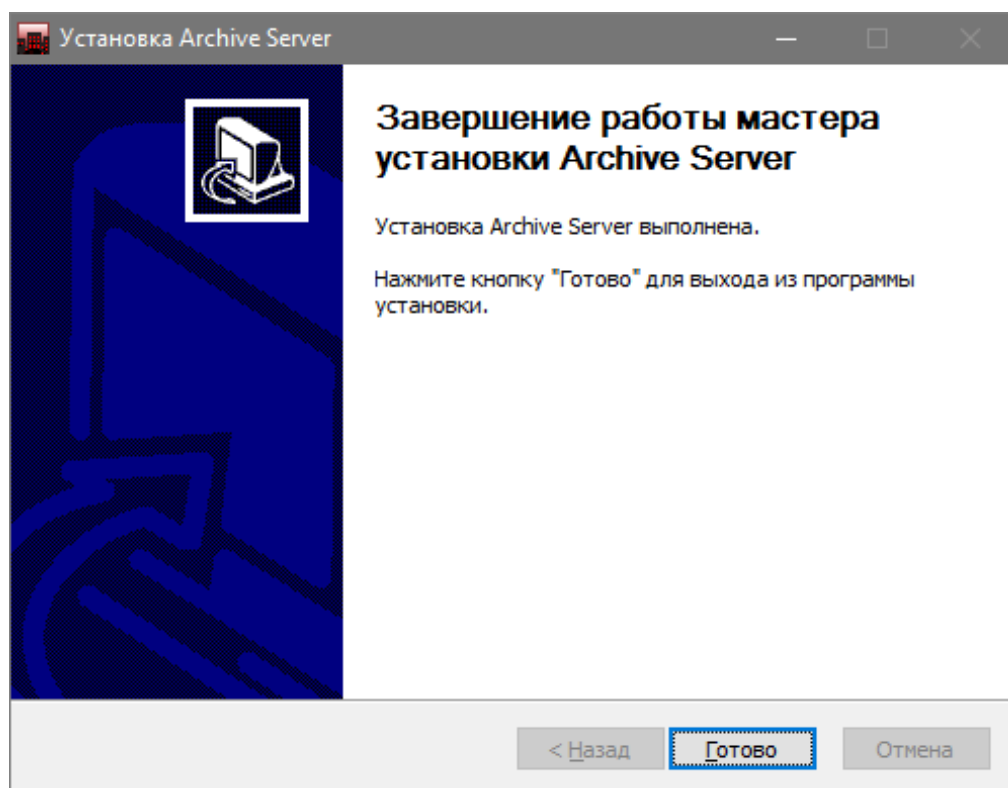 Установка Archive Server
Завершение работы мастера
установки Archive Server
Установка Archive Server выполнена.
Нажмите кнопку "Готово" для выхода из программы
установки.
< Назад
Готово
Отмена